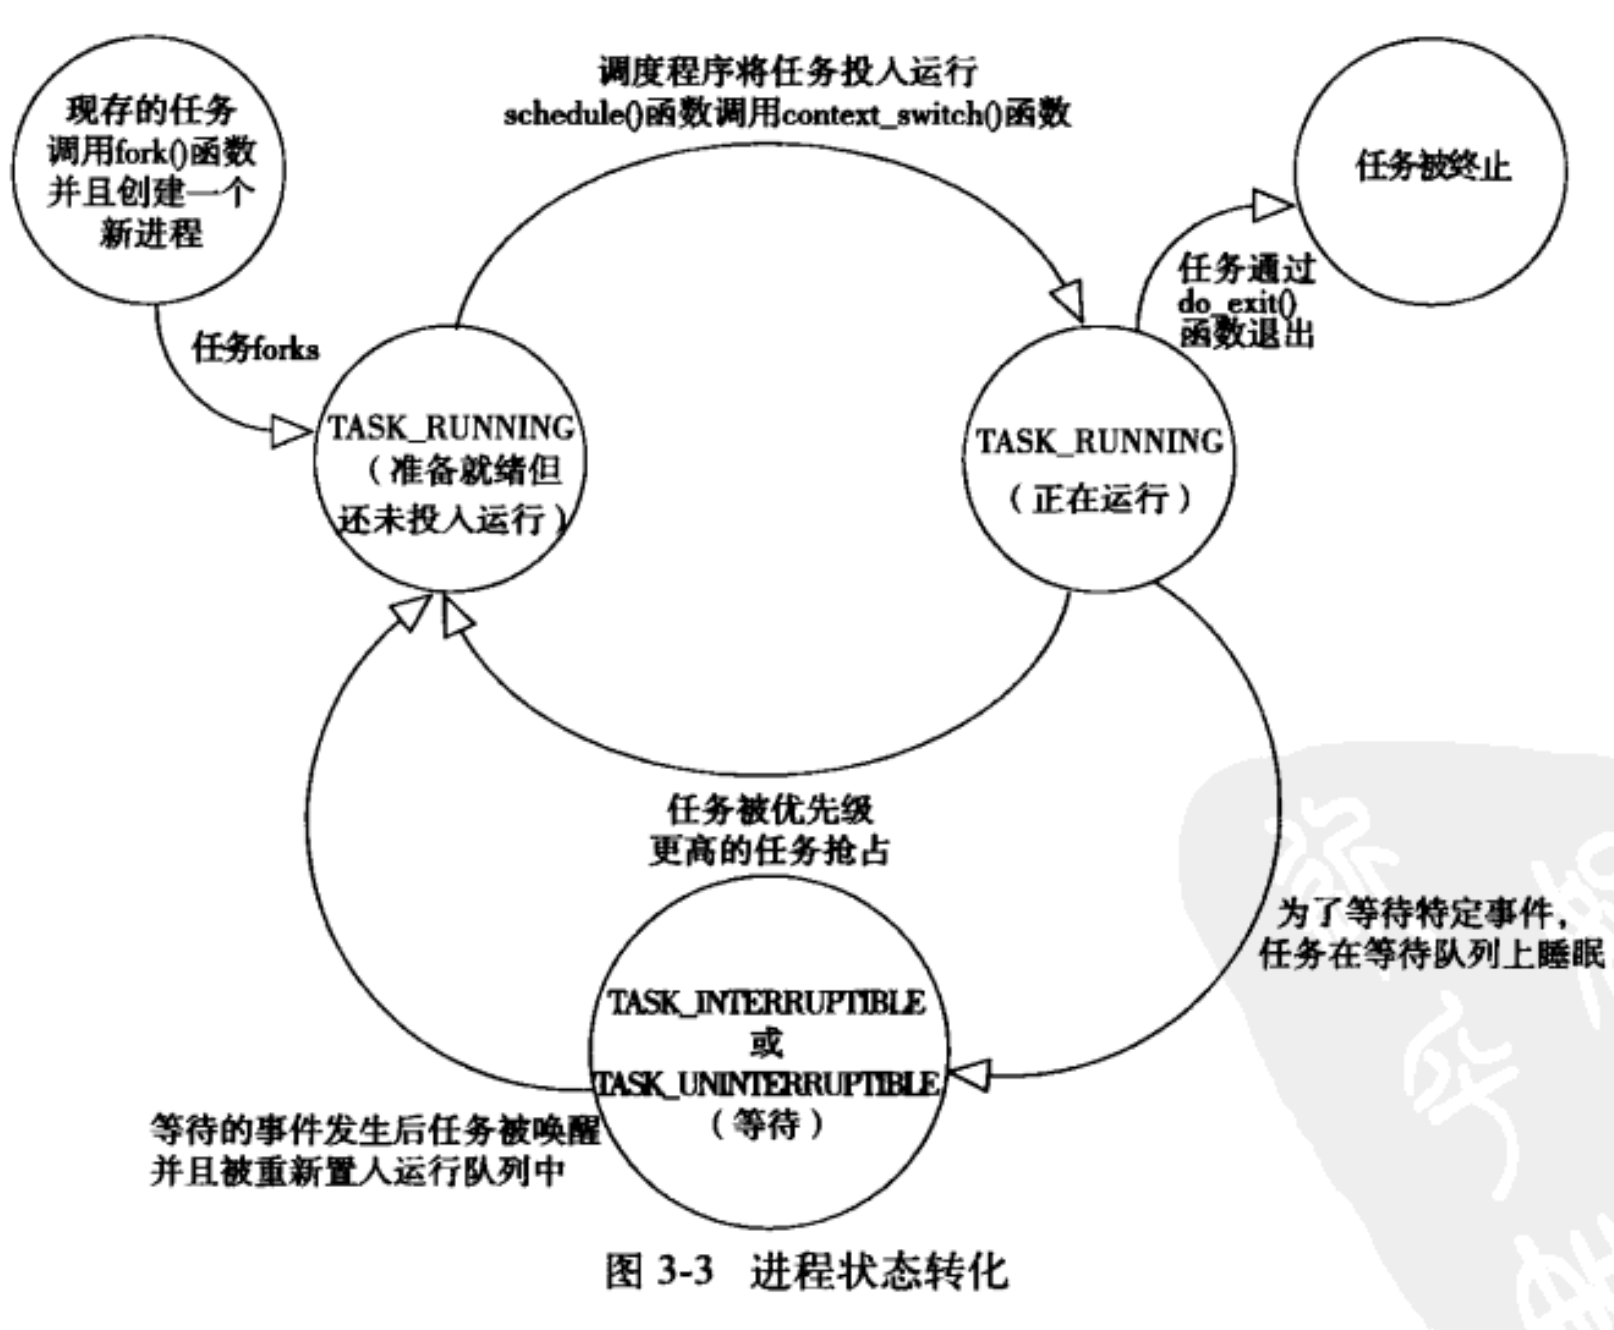 现存的任务
调用fork()函数
并且创建一个
新进程
调度程序将任务投入运行
schedule()函数调用context_switch()函数
任务被终止
任务通过
do_exit()
函数退出
任务forks
TASK_RUNNING
（准备就绪但
还未投入运行）
TASK_RUNNING
（正在运行）
任务被优先级
更高的任务抢占
为了等待特定事件，
任务在等待队列上睡眠
TASK_INTERRUPTIBLE
或
TASK_UNINTERRUPTIBLE
（等待）
等待的事件发生后任务被唤醒
并且被重新置入运行队列中
图 3-3 进程状态转化